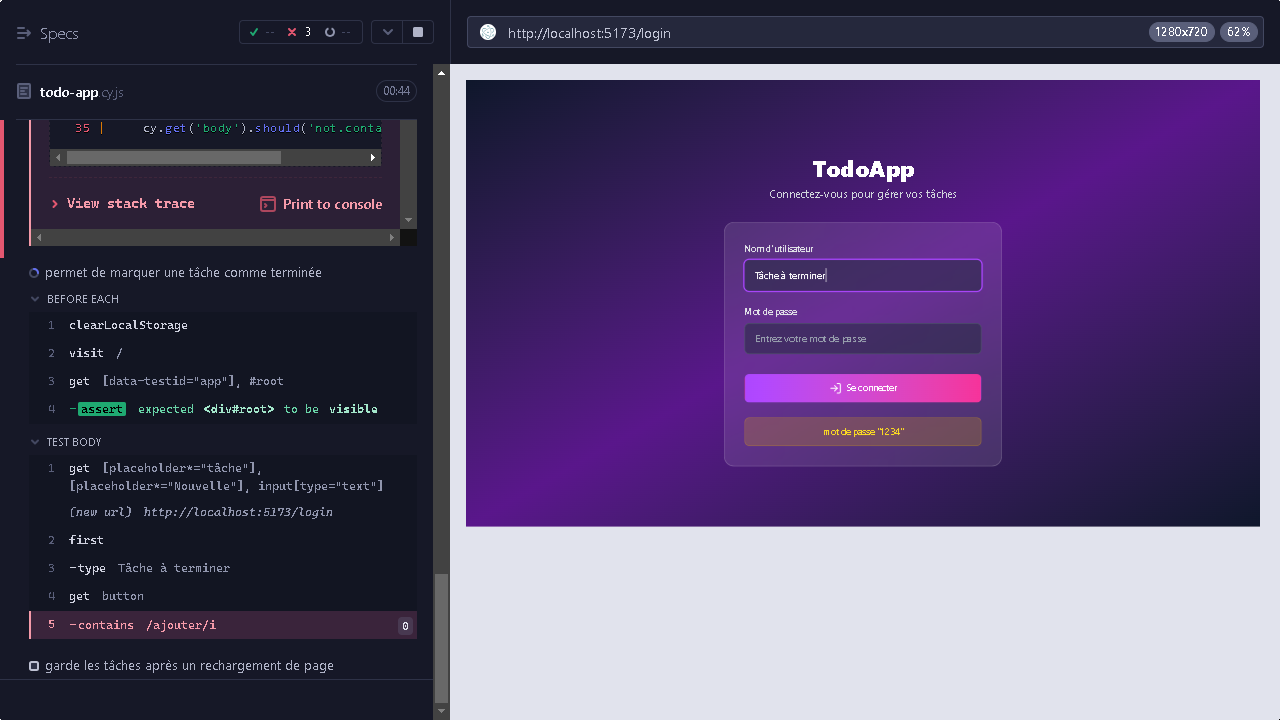 Specs
--
3
--
http://localhost:5173/login
1280x720
62%
todo-app.cy.js
00:44
35 | cy.get('body').should('not.conta
View stack trace
Print to console
permet de marquer une tâche comme terminée
BEFORE EACH
1 clearLocalStorage
2 visit /
3 get [data-testid="app"], #root
4 -assert expected <div#root> to be visible
TEST BODY
1 get [placeholder*="tâche"],
[placeholder*="Nouvelle"], input[type="text"]
(new url) http://localhost:5173/login
2 first
3 -type Tâche à terminer
4 get button
5 -contains /ajouter/i 0
garde les tâches après un rechargement de page
TodoApp
Connectez-vous pour gérer vos tâches
Nom d'utilisateur
Tâche à terminer
Mot de passe
Entrez votre mot de passe
Se connecter
mot de passe "1234"